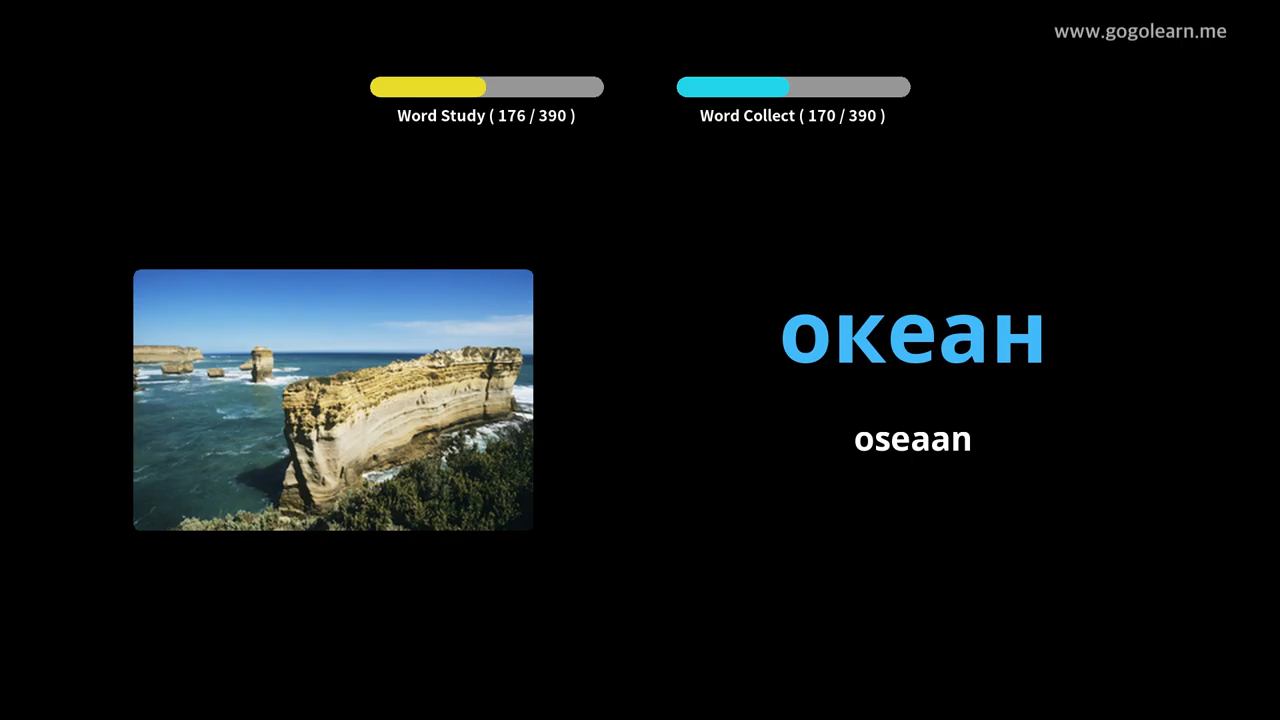 www.gogolearn.me
Word Study ( 176 / 390 )
Word Collect ( 170 / 390 )
океан
oseaan